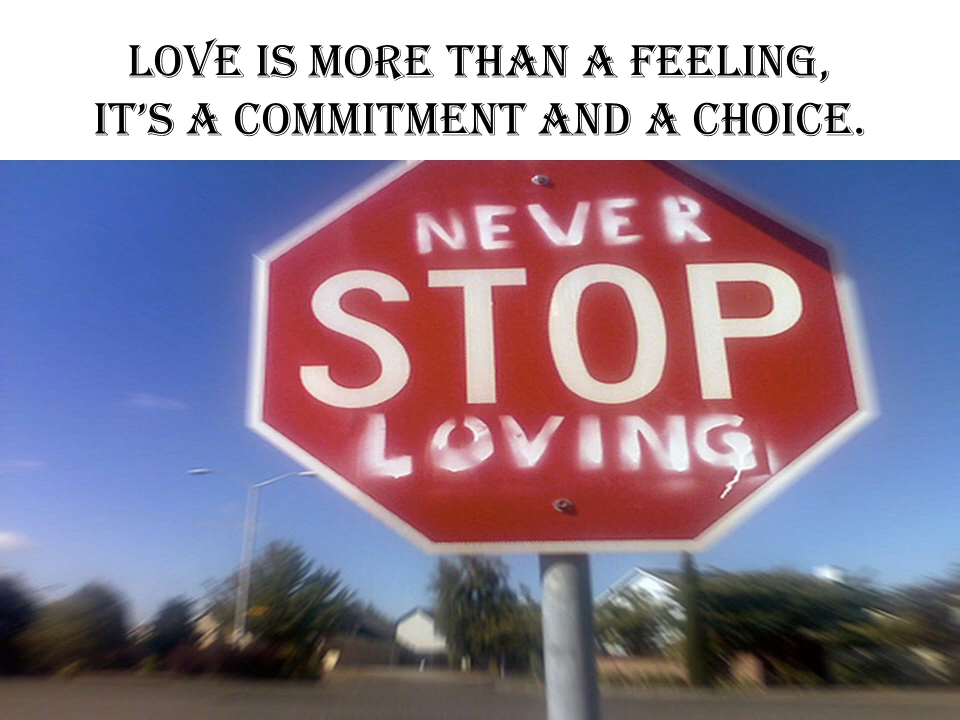 LOVE IS MORE THAN A FEELING,
IT’S A COMMITMENT AND A CHOICE.
NEVER
STOP
LOVING